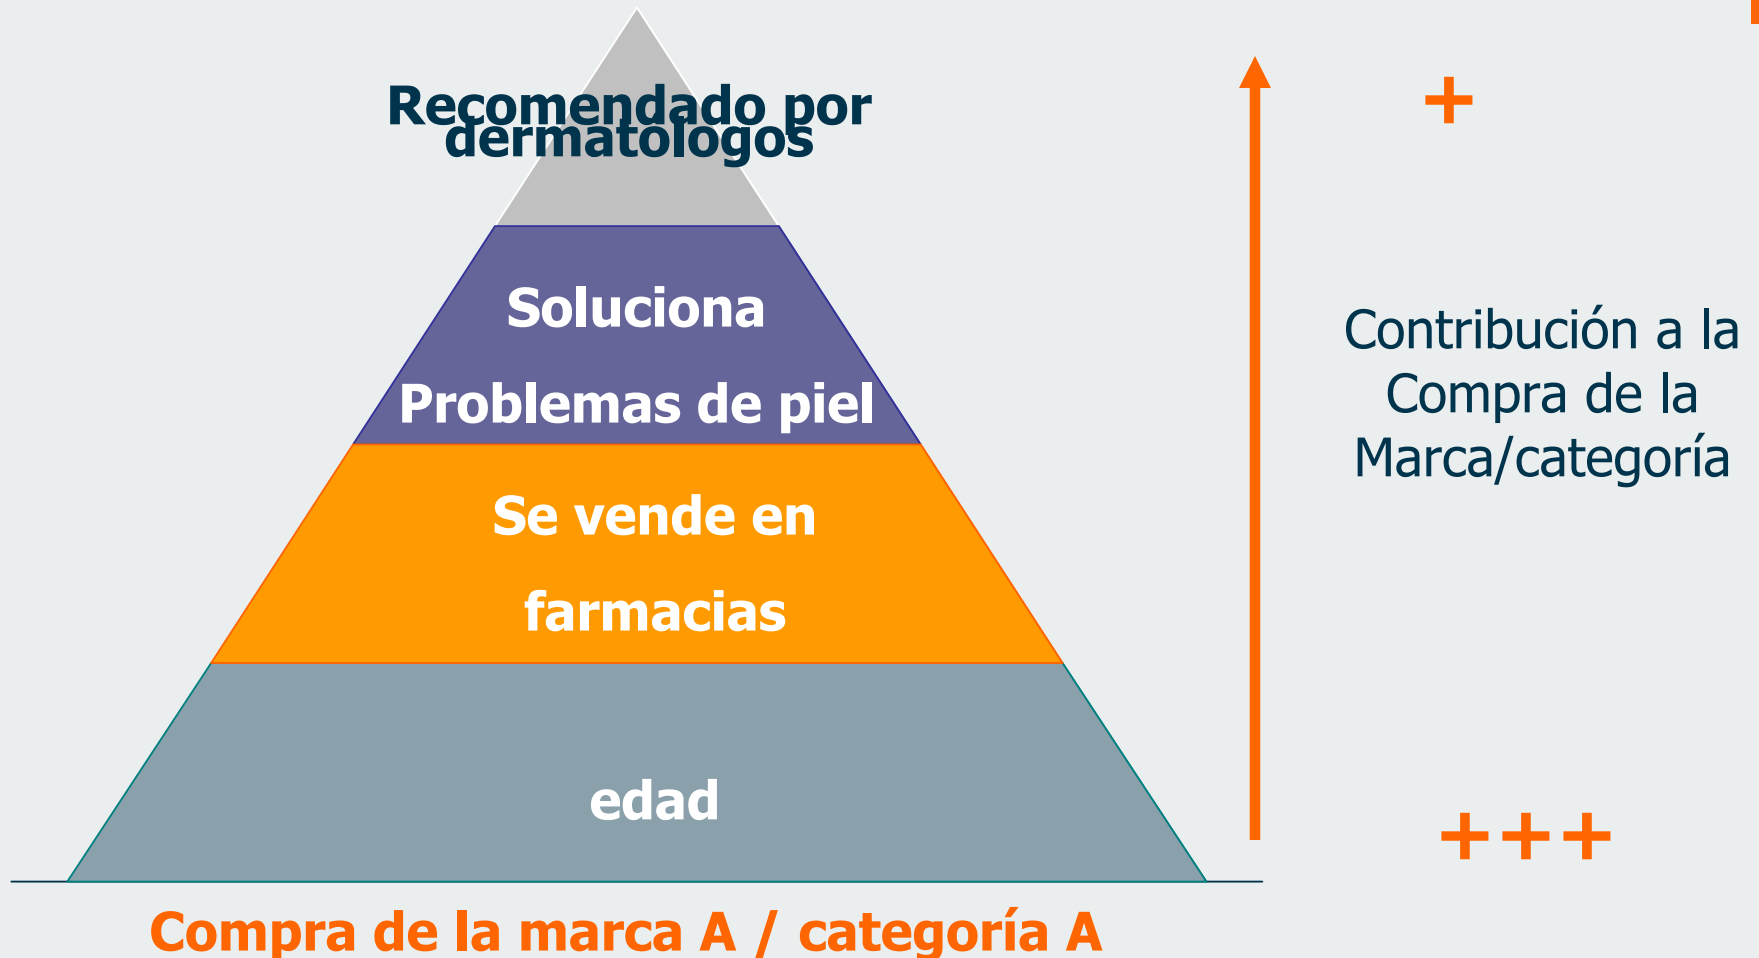 Recomendado por
dermatologos
Soluciona
Problemas de piel
Se vende en
farmacias
edad
+
Contribución a la
Compra de la
Marca/categoría
+++
Compra de la marca A / categoría A